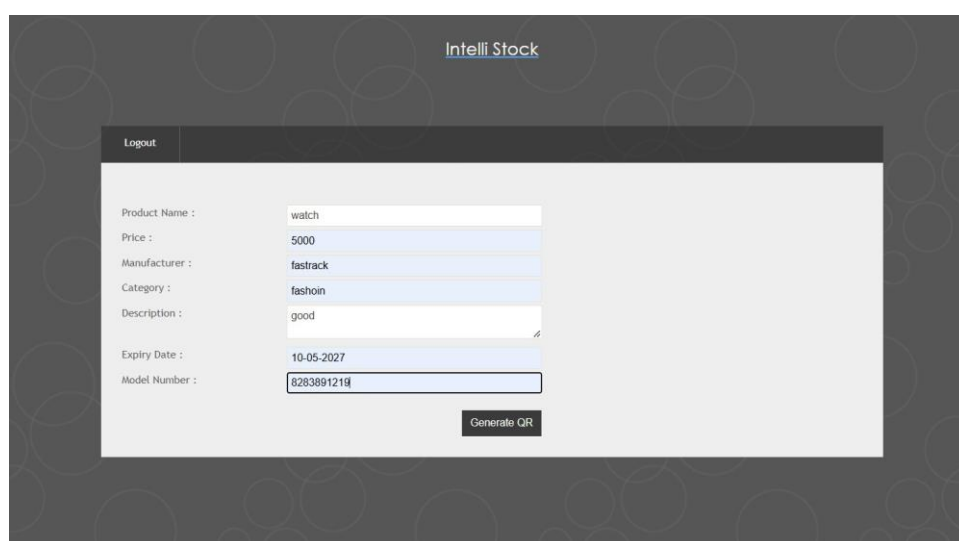 Intelli Stock
Logout
Product Name : watch
Price : 5000
Manufacturer : fastrack
Category : fashoin
Description : good
Expiry Date : 10-05-2027
Model Number : 8283891219
Generate QR